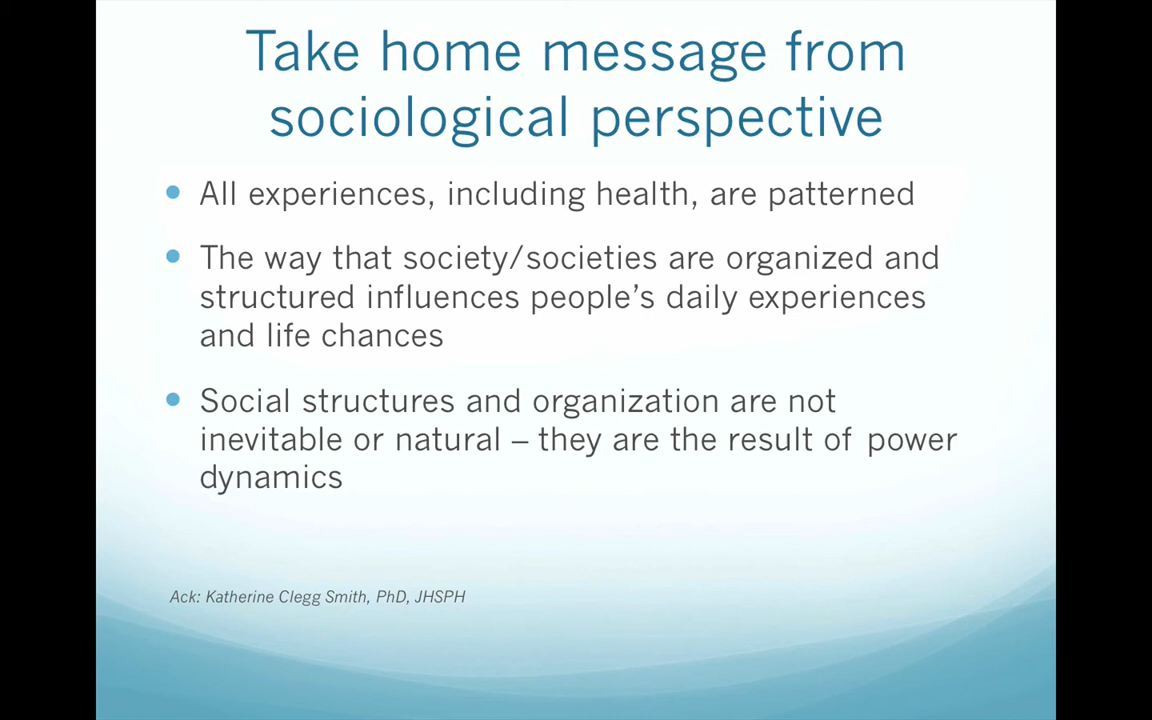 Take home message from
sociological perspective
• All experiences, including health, are patterned
• The way that society/societies are organized and
structured influences people’s daily experiences
and life chances
• Social structures and organization are not
inevitable or natural – they are the result of power
dynamics
Ack: Katherine Clegg Smith, PhD, JHSPH